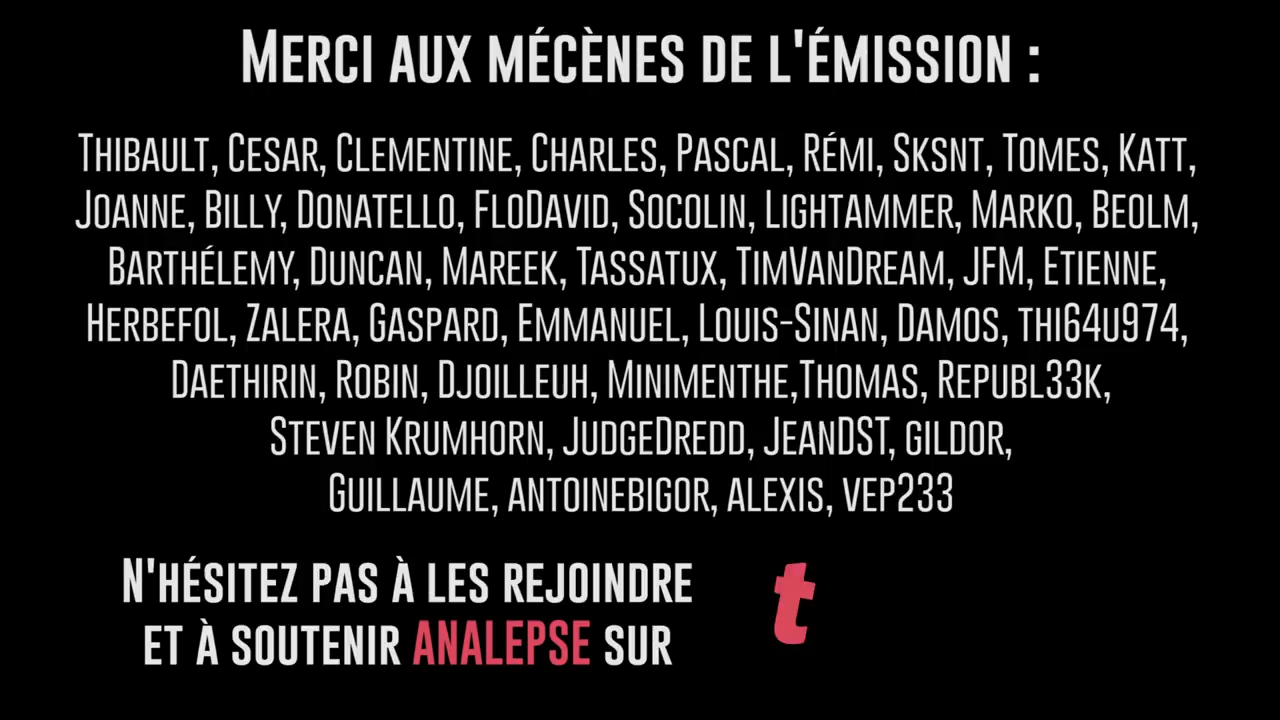 Merci aux mécènes de l'émission :
Thibault, Cesar, Clementine, Charles, Pascal, Rémi, Sksnt, Tomes, Katt,
Joanne, Billy, Donatello, FloDavid, Socolin, Lightammer, Marko, Beolm,
Barthélemy, Duncan, Mareek, Tassatux, TimVanDream, JFM, Etienne,
Herbefol, Zalera, Gaspard, Emmanuel, Louis-Sinan, Damos, thi64u974,
Daethirin, Robin, Djoilleuh, Minimenthe,Thomas, Republ33k,
Steven Krumhorn, JudgeDredd, JeanDST, gildor,
Guillaume, antoinebigor, alexis, vep233
N'hésitez pas à les rejoindre
et à soutenir ANALEPSE sur
t